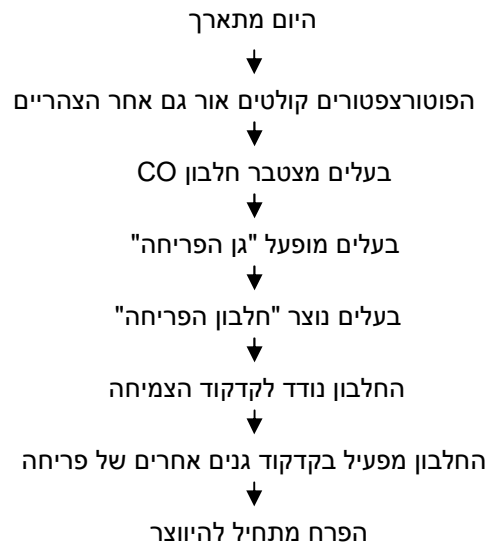 היום מתארך
הפוטורצפטורים קולטים אור גם אחר הצהריים
בעלים מצטבר חלבון CO
בעלים מופעל "גן הפריחה"
בעלים נוצר "חלבון הפריחה"
החלבון נודד לקדקוד הצמיחה
החלבון מפעיל בקדקוד גנים אחרים של פריחה
הפרח מתחיל להיווצר